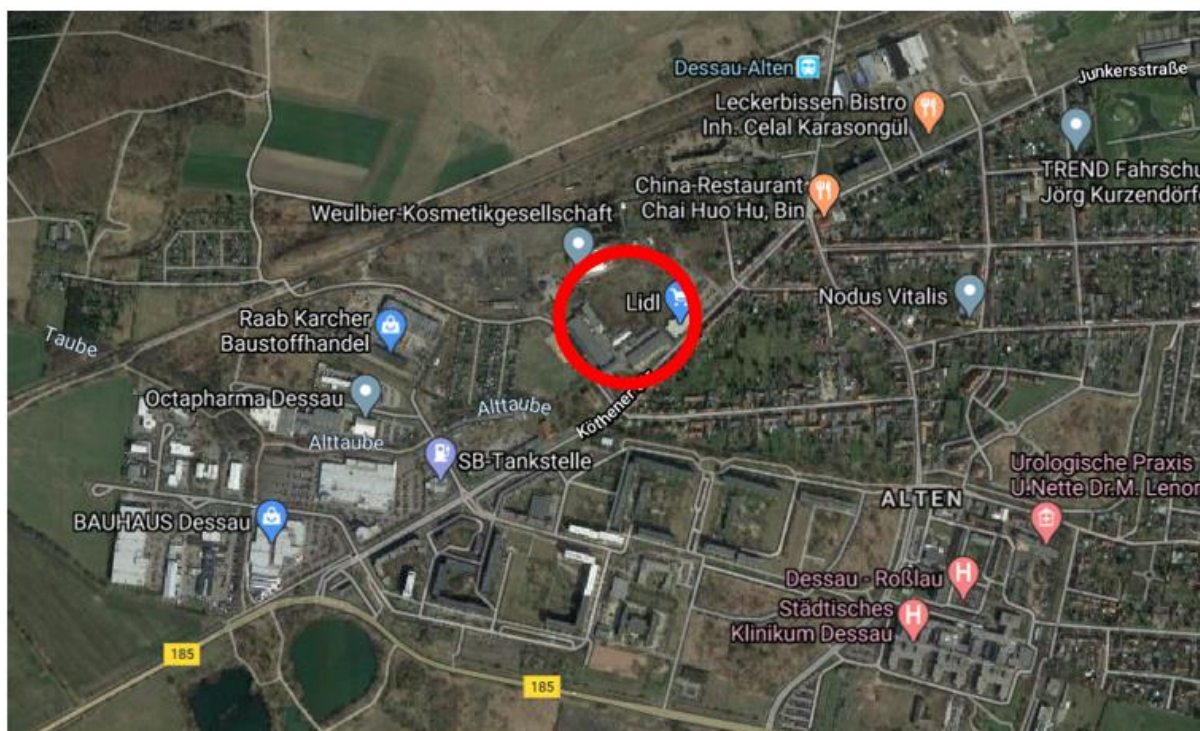 Dessau-Alten
Junkersstraße
Leckerbissen Bistro
Inh. Celal Karasongül
TREND Fahrschu
Jörg Kurzendörf
China-Restaurant
Chai Huo Hu, Bin
Weulbier-Kosmetikgesellschaft
Lidl
Nodus Vitalis
Raab Karcher
Baustoffhandel
Taube
Octapharma Dessau
Alttaube
Köthener
Alttaube
SB-Tankstelle
Urologische Praxis
U.Nette Dr.M. Lenor
ALTEN
BAUHAUS Dessau
Dessau - Roßlau
H
Städtisches
Klinikum Dessau
H
185
185